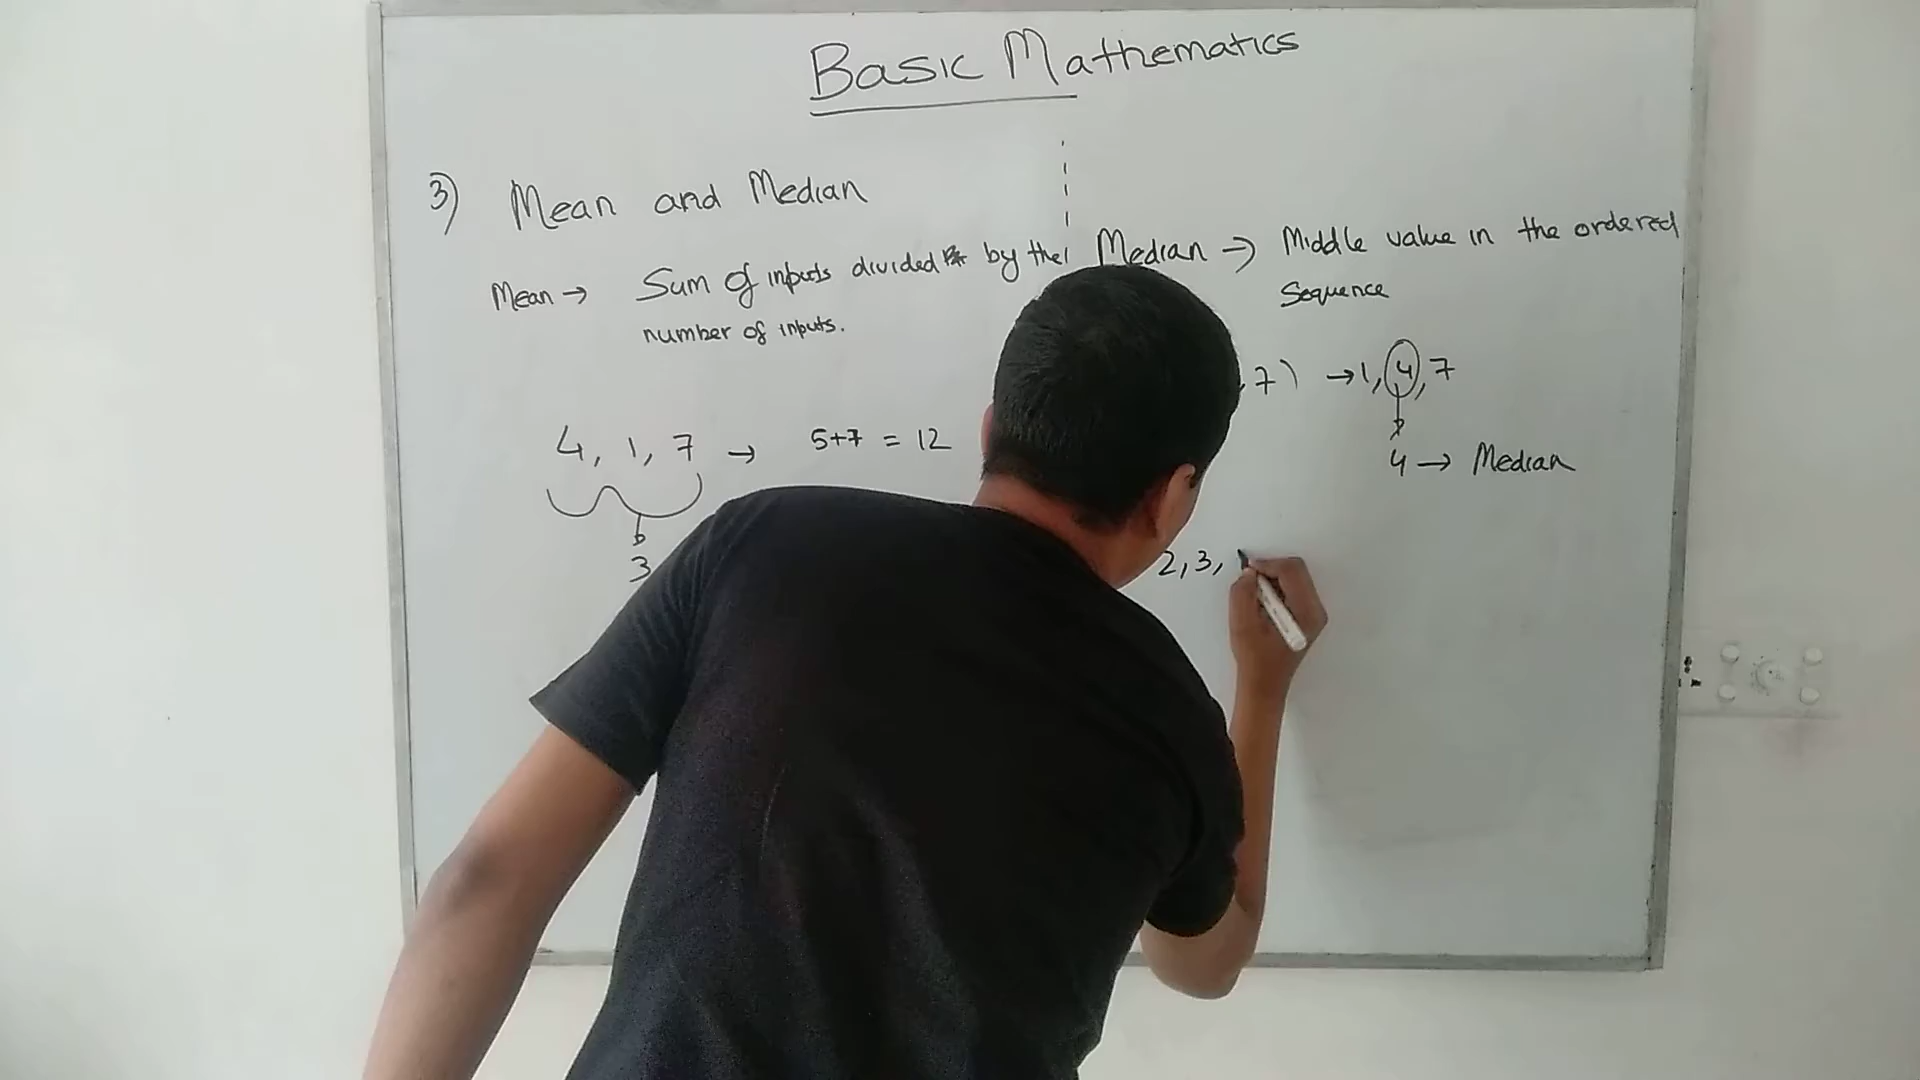 Basic Mathematics
3) Mean and Median
Mean → Sum of inputs divided by the
number of inputs.
4, 1, 7 → 5+7 = 12
3
Median → Middle value in the ordered
Sequence
, 7) → 1, 4, 7
4 → Median
2, 3,